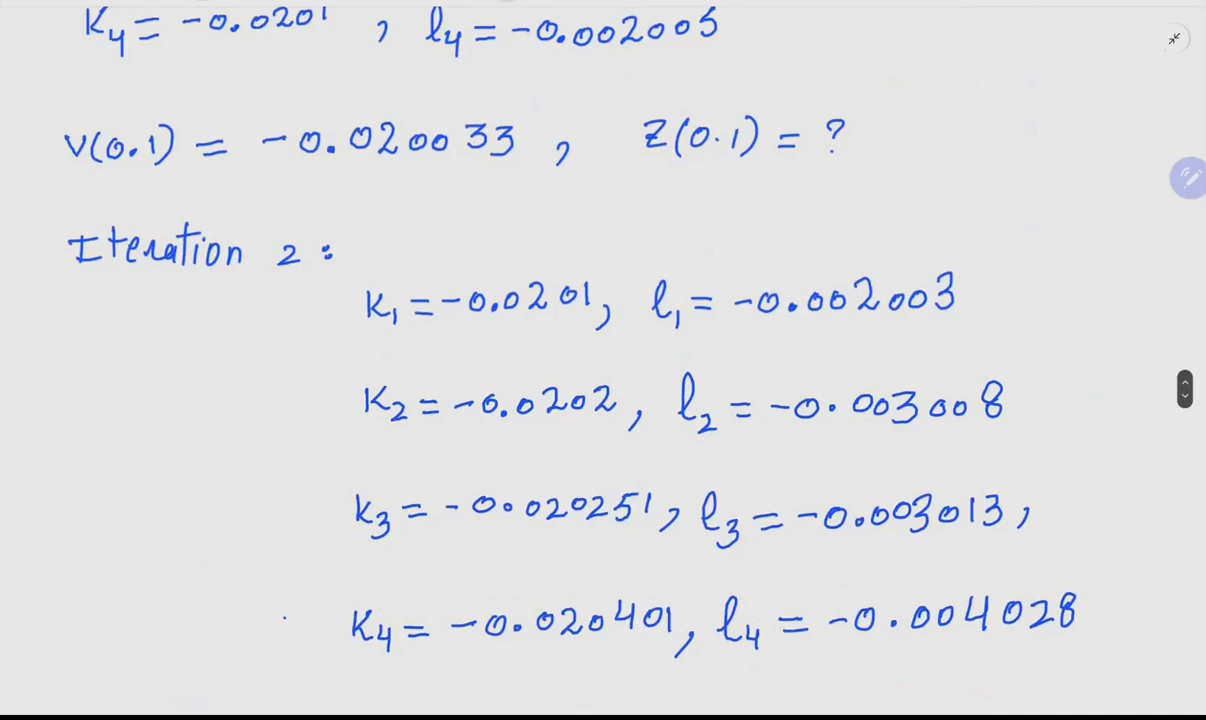 K4 = -0.0201 , l4 = -0.002005
V(0.1) = -0.020033 , Z(0.1) = ?
Iteration 2:
K1 = -0.0201, l1 = -0.002003
K2 = -0.0202, l2 = -0.003008
K3 = -0.020251, l3 = -0.003013,
K4 = -0.020401, l4 = -0.004028